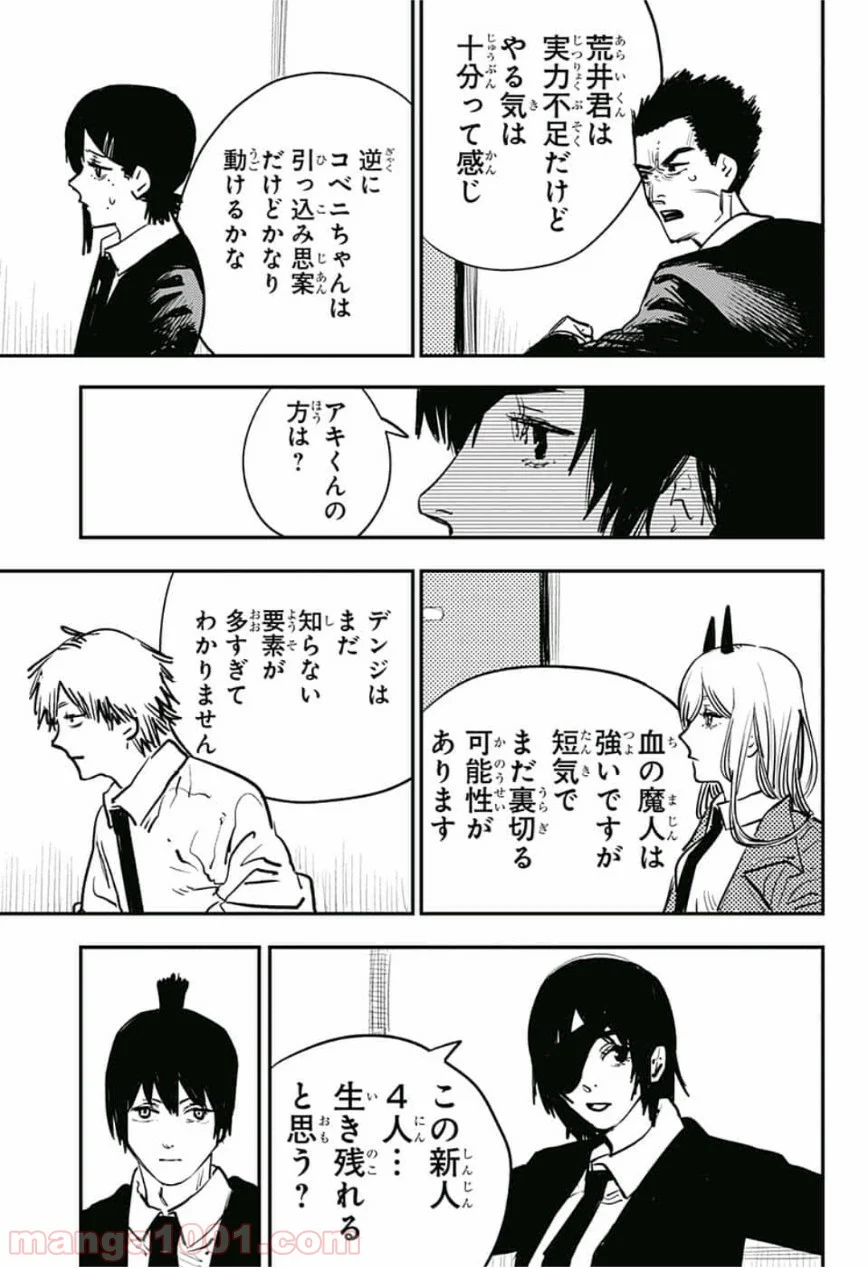 荒井君は
実力不足だけど
やる気は
十分って感じ
逆に
コベニちゃんは
引っ込み思案
だけどかなり
動けるかな
アキくんの
方は？
血の魔人は
強いですが
短気で
まだ裏切る
可能性が
あります
デンジは
まだ
知らない
要素が
多すぎて
わかりません
この新人
4人…
生き残れる
と思う？
manga1001.com